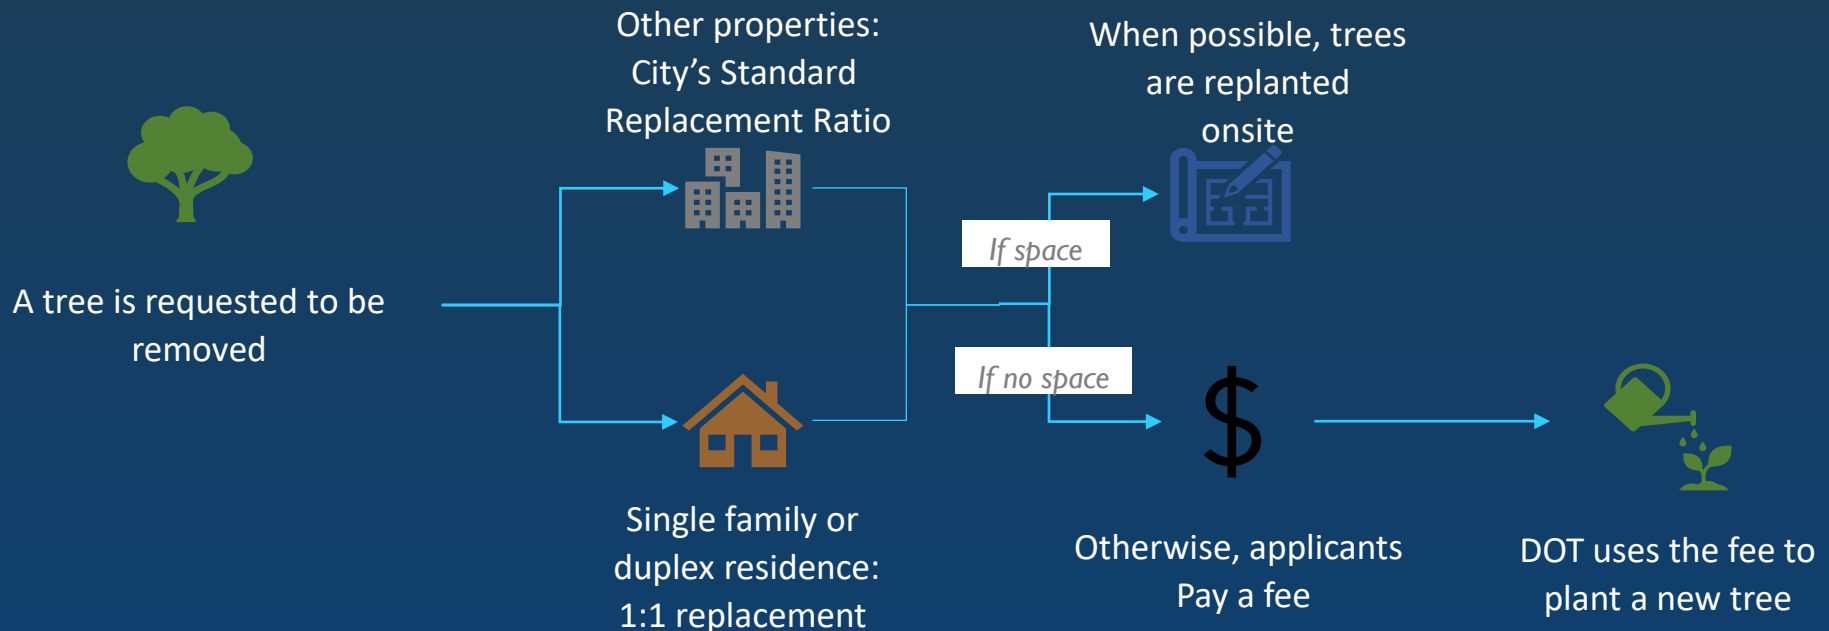 A tree is requested to be
removed
Other properties:
City's Standard
Replacement Ratio
Single family or
duplex residence:
1:1 replacement
If space
If no space
When possible, trees
are replanted
onsite
Otherwise, applicants
Pay a fee
DOT uses the fee to
plant a new tree